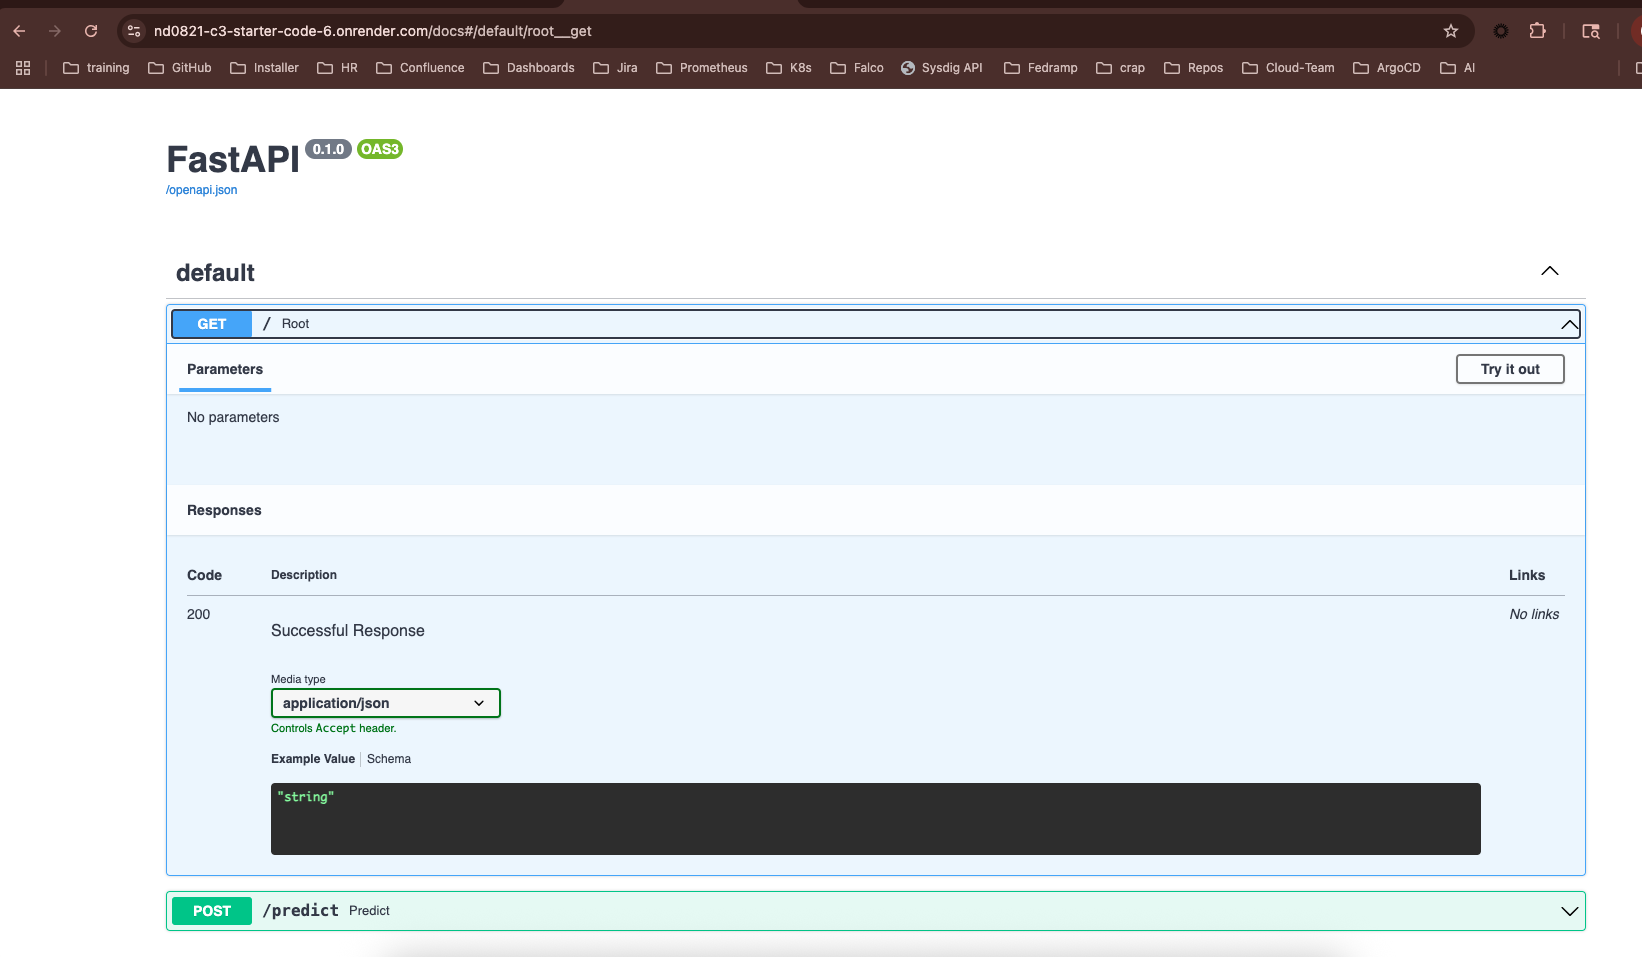 nd0821-c3-starter-code-6.onrender.com/docs#/default/root__get
training GitHub Installer HR Confluence Dashboards Jira Prometheus K8s Falco Sysdig API Fedramp crap Repos Cloud-Team ArgoCD AI
FastAPI 0.1.0 OAS3
/openapi.json
default
GET / Root
Parameters Try it out
No parameters
Responses
Code Description Links
200 No links
Successful Response
Media type
application/json
Controls Accept header.
Example Value Schema
"string"
POST /predict Predict